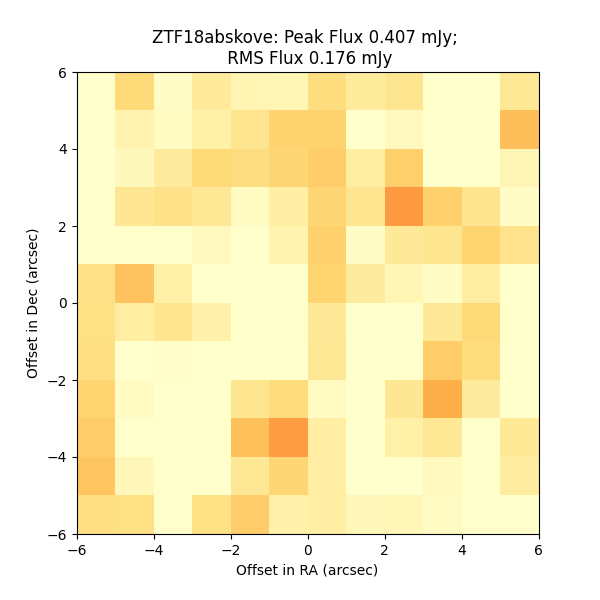 ZTF18abskove: Peak Flux 0.407 mJy;
RMS Flux 0.176 mJy
6
4
2
0
−2
−4
−6
Offset in Dec (arcsec)
−6 −4 −2 0 2 4 6
Offset in RA (arcsec)